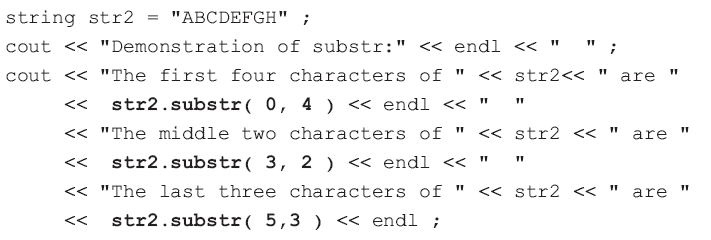 string str2 = "ABCDEFGH" ;
cout << "Demonstration of substr:" << endl << "  " ;
cout << "The first four characters of " << str2<< " are "
     <<  str2.substr( 0, 4 ) << endl << "  "
     << "The middle two characters of " << str2 << " are "
     <<  str2.substr( 3, 2 ) << endl << "  "
     << "The last three characters of " << str2 << " are "
     <<  str2.substr( 5,3 ) << endl ;